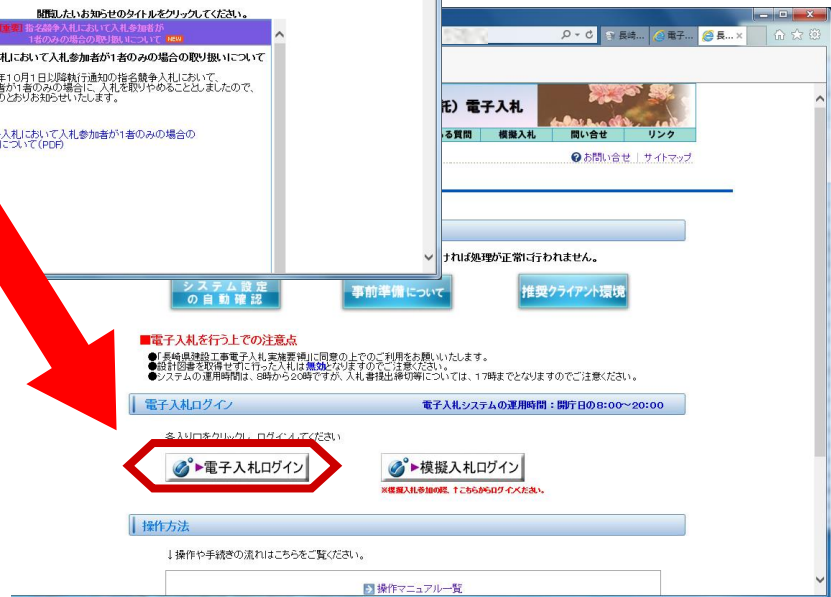 閲覧したいお知らせのタイトルをクリックしてください。
【重要】指名競争入札において入札参加者が
1者のみの場合の取り扱いについて NEW
札において入札参加者が1者のみの場合の取り扱いについて
年10月1日以降執行通知の指名競争入札において、
者が1者のみの場合に、入札を取りやめることとしましたので、
のとおりお知らせいたします。
入札において入札参加者が1者のみの場合の
について(PDF)
長崎... 電子... 長... ×
託) 電子入札
る質問 模擬入札 問い合せ リンク
お問い合せ | サイトマップ
ければ処理が正常に行われません。
システム設定
の自動確認
事前準備について
推奨クライアント環境
■電子入札を行う上での注意点
●「長崎県建設工事電子入札実施要領」に同意の上でのご利用をお願いいたします。
●設計図書を取得せずに行った入札は無効となりますのでご注意ください。
●システムの運用時間は、8時から20時ですが、入札書提出締切等については、17時までとなりますのでご注意ください。
電子入札ログイン 電子入札システムの運用時間：開庁日の8:00～20:00
各入り口をクリックし、ログインしてください
▶電子入札ログイン ▶模擬入札ログイン
※模擬入札参加の際、↑こちらからログインください。
操作方法
↓操作や手続きの流れはこちらをご覧ください。
操作マニュアル一覧